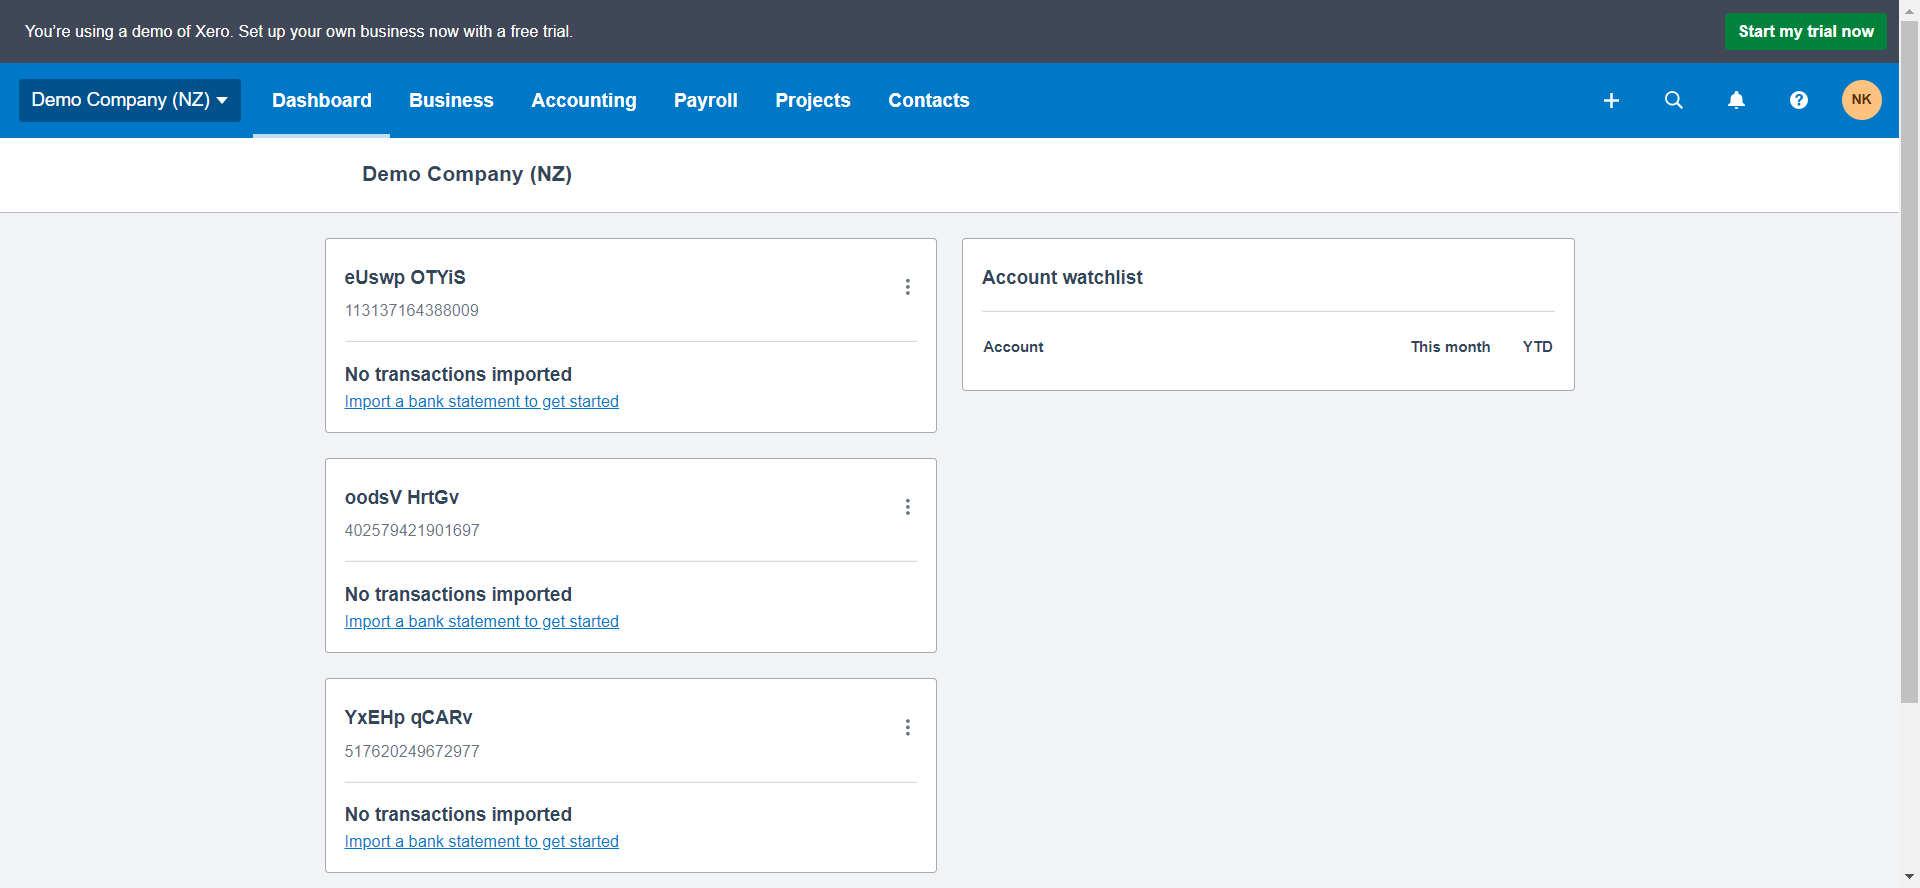 You're using a demo of Xero. Set up your own business now with a free trial.
Start my trial now
Demo Company (NZ)
Dashboard
Business
Accounting
Payroll
Projects
Contacts
NK
Demo Company (NZ)
eUswp OTYiS
113137164388009
No transactions imported
Import a bank statement to get started
oodsV HrtGv
402579421901697
No transactions imported
Import a bank statement to get started
YxEHp qCARv
517620249672977
No transactions imported
Import a bank statement to get started
Account watchlist
Account This month YTD